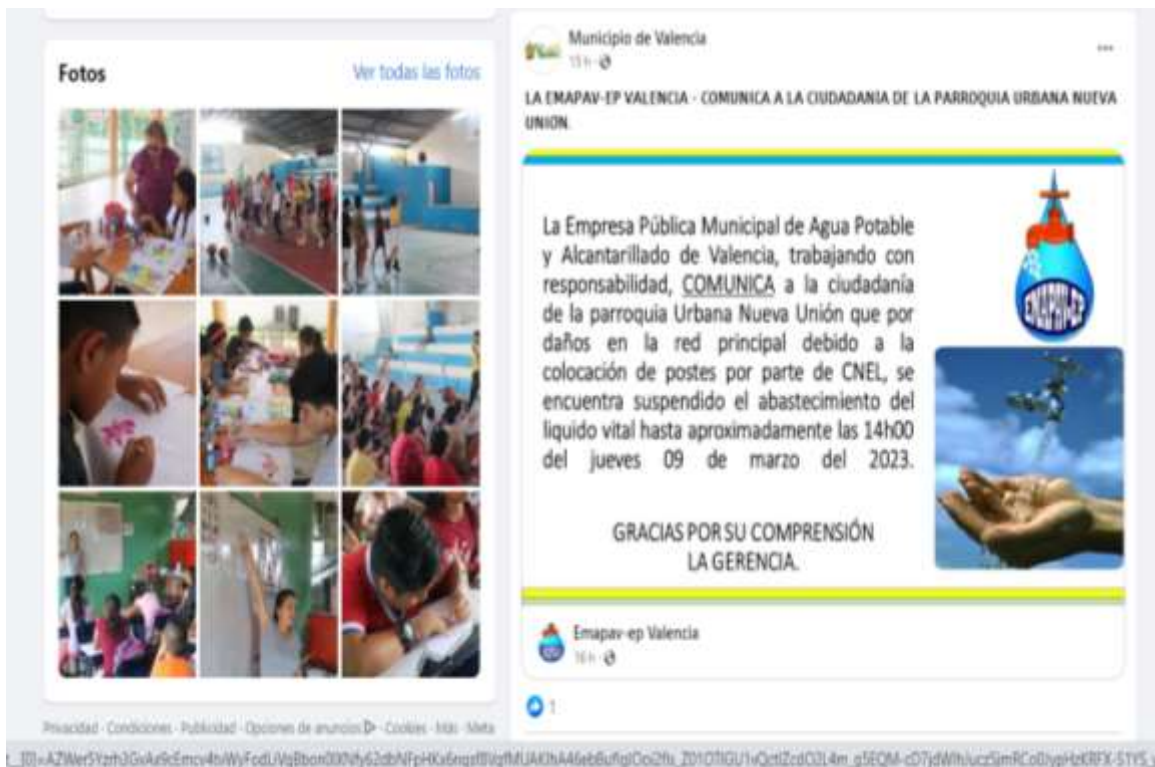 Fotos
Ver todas las fotos
Privacidad · Condiciones · Publicidad · Opciones de anuncios · Cookies · Más · Meta
Municipio de Valencia
15 h ·
LA EMAPAV-EP VALENCIA - COMUNICA A LA CIUDADANÍA DE LA PARROQUIA URBANA NUEVA
UNIÓN.
La Empresa Pública Municipal de Agua Potable
y Alcantarillado de Valencia, trabajando con
responsabilidad, COMUNICA a la ciudadanía
de la parroquia Urbana Nueva Unión que por
daños en la red principal debido a la
colocación de postes por parte de CNEL, se
encuentra suspendido el abastecimiento del
liquido vital hasta aproximadamente las 14h00
del jueves 09 de marzo del 2023.
GRACIAS POR SU COMPRENSIÓN
LA GERENCIA.
EMAPAV-EP
Emapav-ep Valencia
16 h ·
1